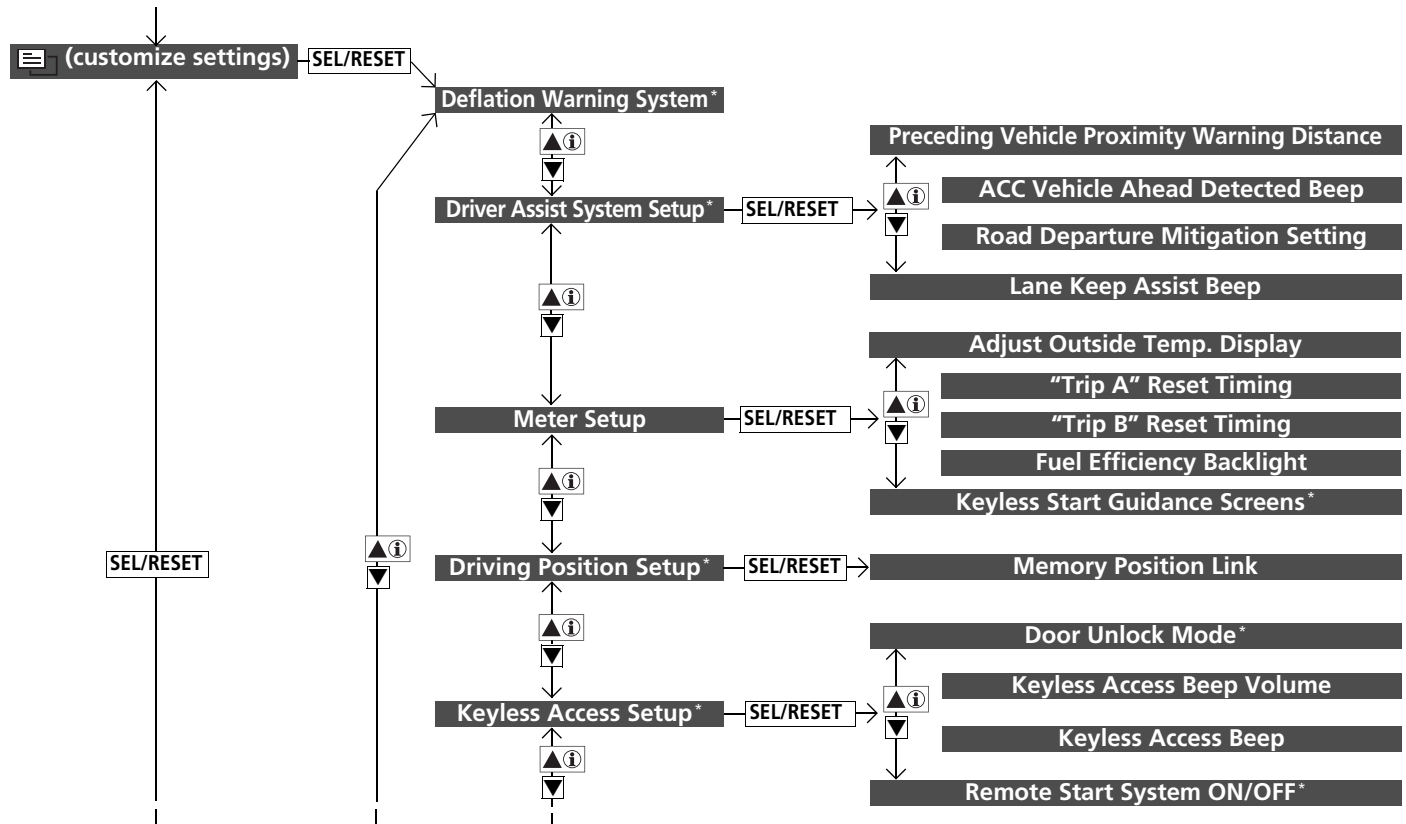 (customize settings)
SEL/RESET
Deflation Warning System*
Preceding Vehicle Proximity Warning Distance
ACC Vehicle Ahead Detected Beep
Driver Assist System Setup*
SEL/RESET
Road Departure Mitigation Setting
Lane Keep Assist Beep
Adjust Outside Temp. Display
“Trip A” Reset Timing
Meter Setup
SEL/RESET
“Trip B” Reset Timing
Fuel Efficiency Backlight
Keyless Start Guidance Screens*
SEL/RESET
Driving Position Setup*
SEL/RESET
Memory Position Link
Door Unlock Mode*
Keyless Access Beep Volume
Keyless Access Setup*
SEL/RESET
Keyless Access Beep
Remote Start System ON/OFF*